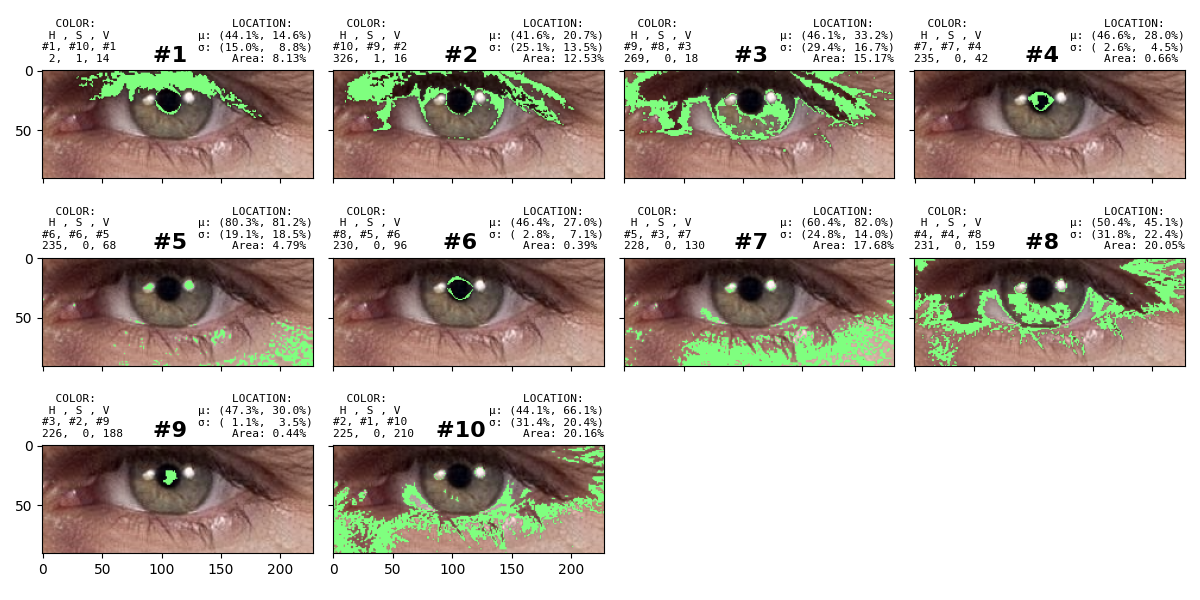 COLOR: LOCATION:
H , S , V μ: (44.1%, 14.6%)
#1, #10, #1 σ: (15.0%, 8.8%)
2, 1, 14 Area: 8.13%
#1
COLOR: LOCATION:
H , S , V μ: (41.6%, 20.7%)
#10, #9, #2 σ: (25.1%, 13.5%)
326, 1, 16 Area: 12.53%
#2
COLOR: LOCATION:
H , S , V μ: (46.1%, 33.2%)
#9, #8, #3 σ: (29.4%, 16.7%)
269, 0, 18 Area: 15.17%
#3
COLOR: LOCATION:
H , S , V μ: (46.6%, 28.0%)
#7, #7, #4 σ: ( 2.6%, 4.5%)
235, 0, 42 Area: 0.66%
#4
0
50
COLOR: LOCATION:
H , S , V μ: (80.3%, 81.2%)
#6, #6, #5 σ: (19.1%, 18.5%)
235, 0, 68 Area: 4.79%
#5
COLOR: LOCATION:
H , S , V μ: (46.4%, 27.0%)
#8, #5, #6 σ: ( 2.8%, 7.1%)
230, 0, 96 Area: 0.39%
#6
COLOR: LOCATION:
H , S , V μ: (60.4%, 82.0%)
#5, #3, #7 σ: (24.8%, 14.0%)
228, 0, 130 Area: 17.68%
#7
COLOR: LOCATION:
H , S , V μ: (50.4%, 45.1%)
#4, #4, #8 σ: (31.8%, 22.4%)
231, 0, 159 Area: 20.05%
#8
0
50
COLOR: LOCATION:
H , S , V μ: (47.3%, 30.0%)
#3, #2, #9 σ: ( 1.1%, 3.5%)
226, 0, 188 Area: 0.44%
#9
COLOR: LOCATION:
H , S , V μ: (44.1%, 66.1%)
#2, #1, #10 σ: (31.4%, 20.4%)
225, 0, 210 Area: 20.16%
#10
0
50
0 50 100 150 200
0 50 100 150 200